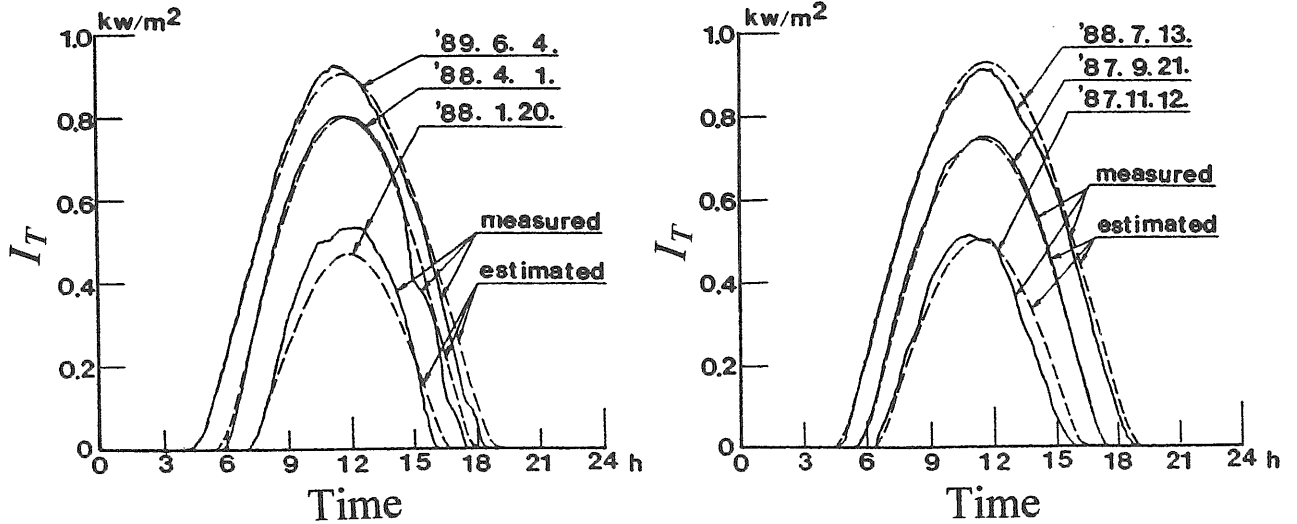 kw/m2
1.0
0.8
0.6
0.4
0.2
0
IT
'89. 6. 4.
'88. 4. 1.
'88. 1. 20.
measured
estimated
0 3 6 9 12 15 18 21 24 h
Time
kw/m2
1.0
0.8
0.6
0.4
0.2
0
IT
'88. 7. 13.
'87. 9. 21.
'87. 11. 12.
measured
estimated
0 3 6 9 12 15 18 21 24 h
Time